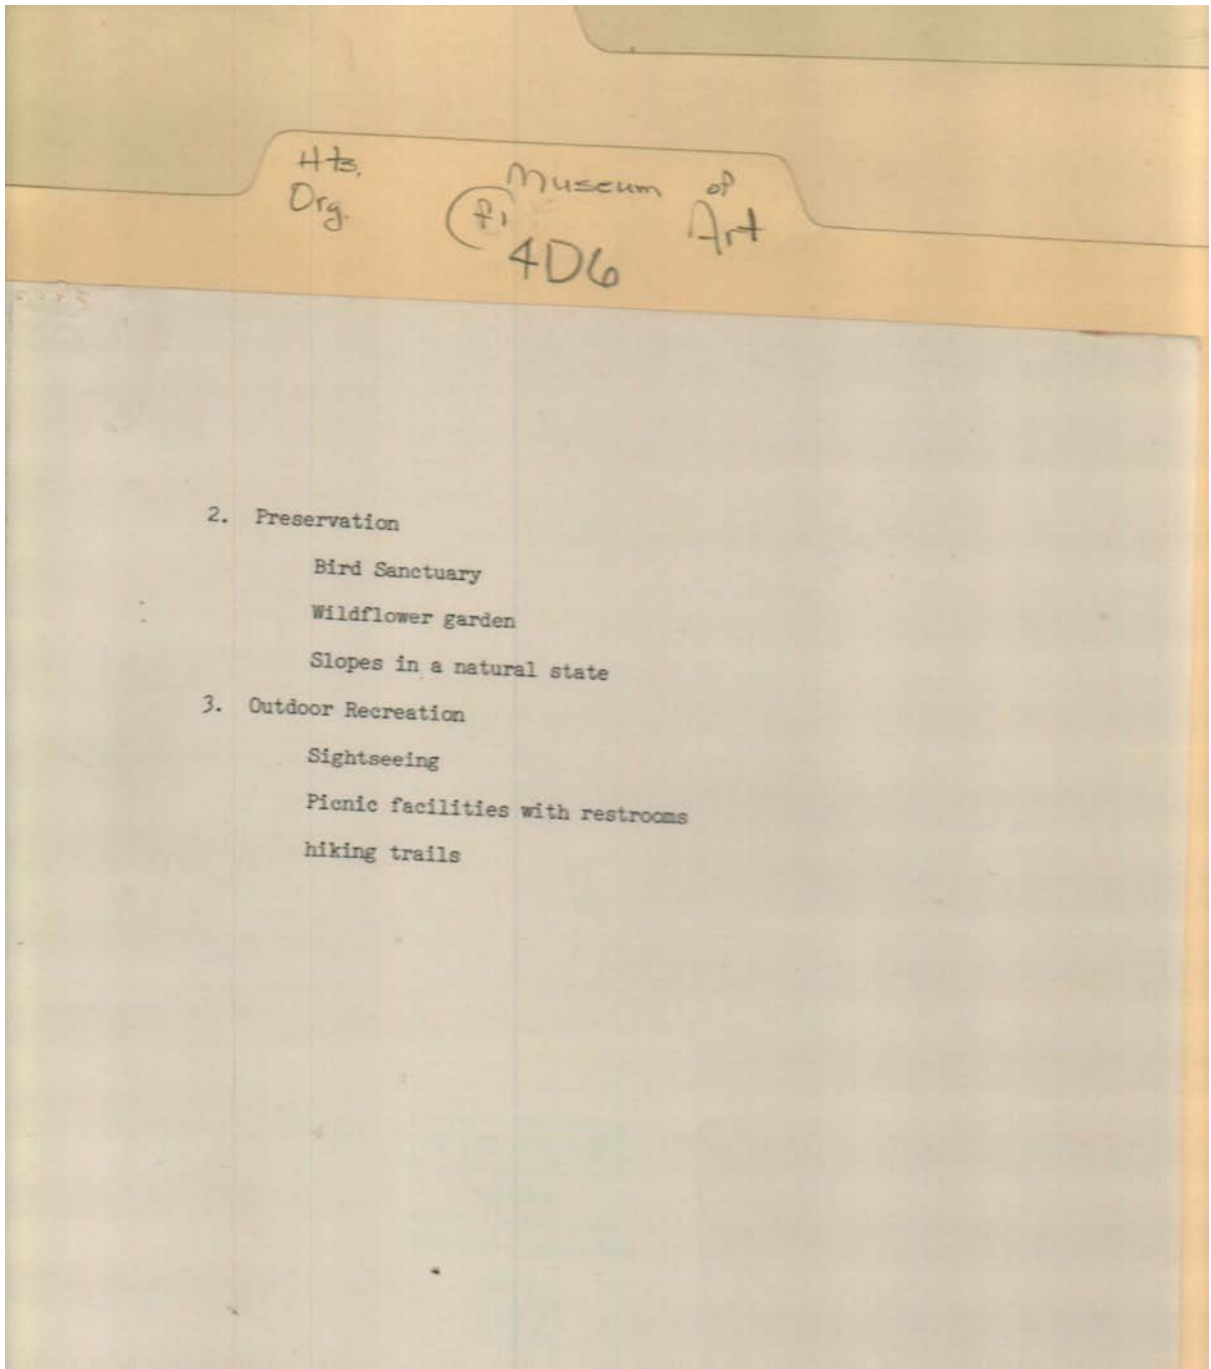 Hts. Museum of
Org. Art
4D6
2. Preservation
Bird Sanctuary
Wildflower garden
Slopes in a natural state
3. Outdoor Recreation
Sightseeing
Picnic facilities with restrooms
hiking trails